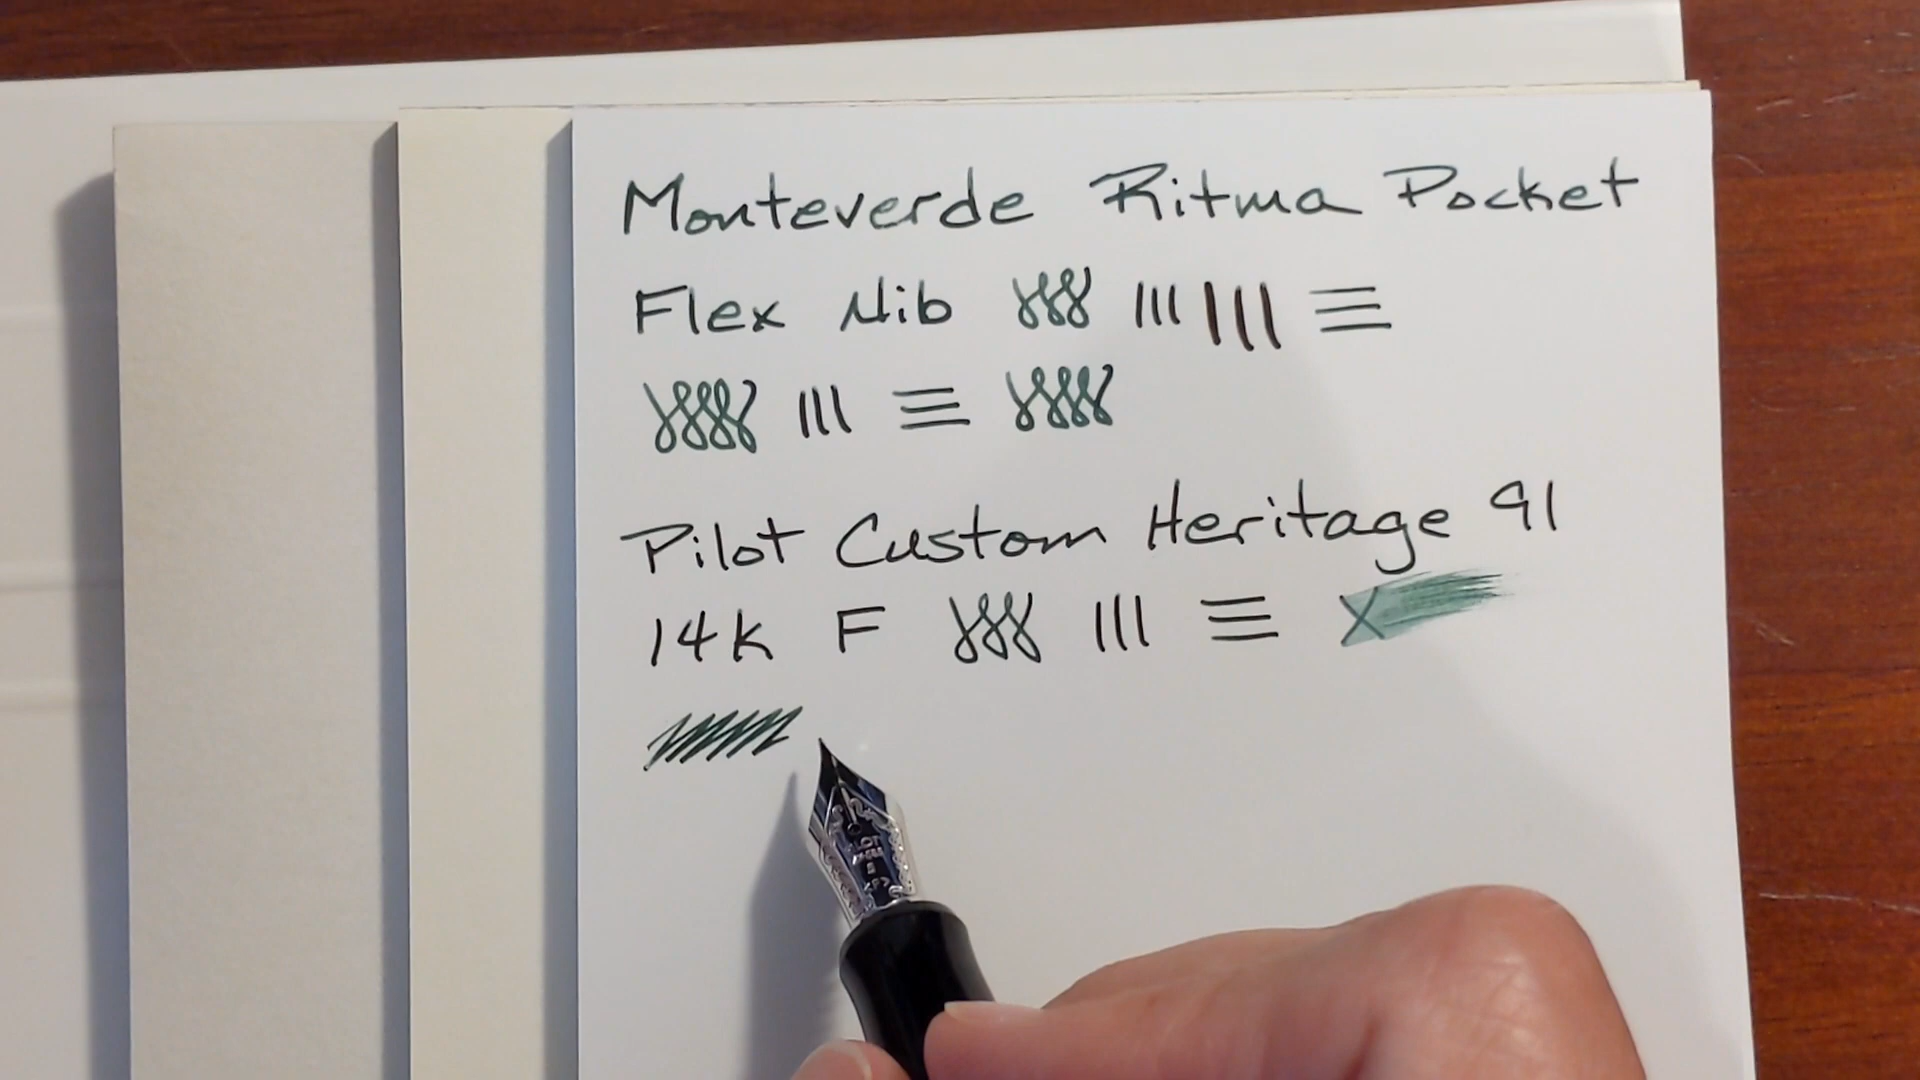 Monteverde Ritma Pocket
Flex Nib
Pilot Custom Heritage 91
14K F X